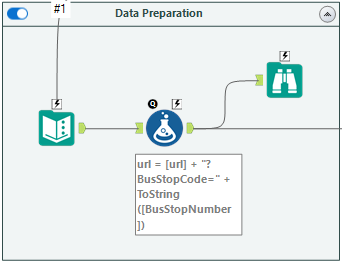 #1
Data Preparation
Q
url = [url] + "?
BusStopCode=" +
ToString
([BusStopNumber
])